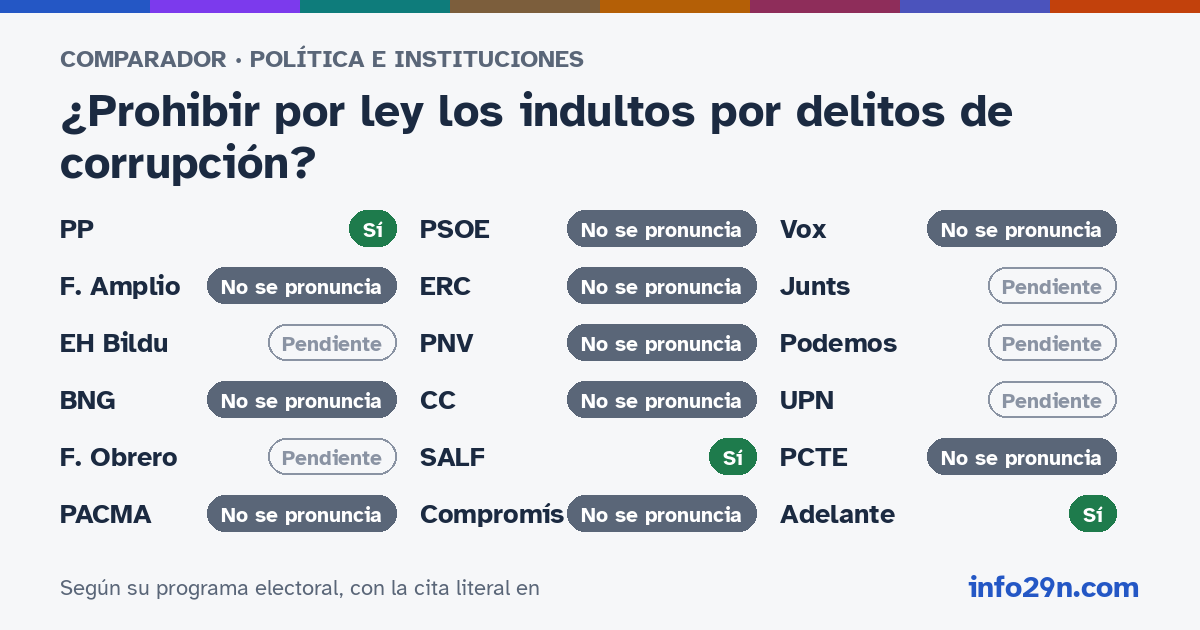 COMPARADOR · POLÍTICA E INSTITUCIONES
¿Prohibir por ley los indultos por delitos de
corrupción?
PP Sí PSOE No se pronuncia Vox No se pronuncia
F. Amplio No se pronuncia ERC No se pronuncia Junts Pendiente
EH Bildu Pendiente PNV No se pronuncia Podemos Pendiente
BNG No se pronuncia CC No se pronuncia UPN Pendiente
F. Obrero Pendiente SALF Sí PCTE No se pronuncia
PACMA No se pronuncia Compromís No se pronuncia Adelante Sí
Según su programa electoral, con la cita literal en info29n.com